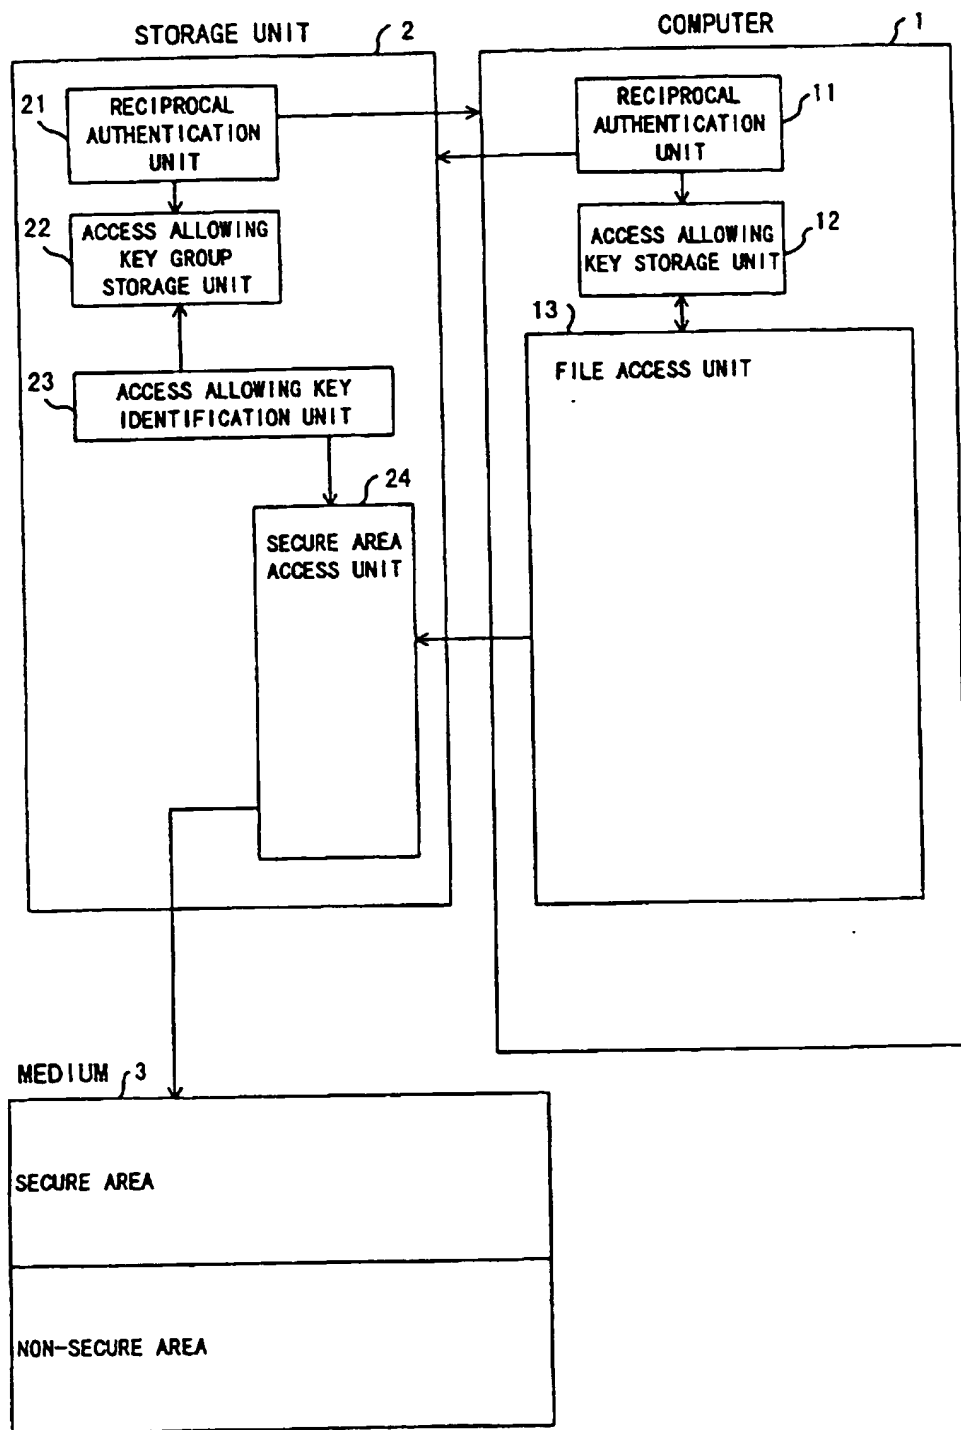 STORAGE UNIT
2
COMPUTER
1
21
RECIPROCAL
AUTHENTICATION
UNIT
RECIPROCAL
AUTHENTICATION
UNIT
11
22
ACCESS ALLOWING
KEY GROUP
STORAGE UNIT
ACCESS ALLOWING
KEY STORAGE UNIT
12
13
FILE ACCESS UNIT
23
ACCESS ALLOWING KEY
IDENTIFICATION UNIT
24
SECURE AREA
ACCESS UNIT
MEDIUM
3
SECURE AREA
NON-SECURE AREA